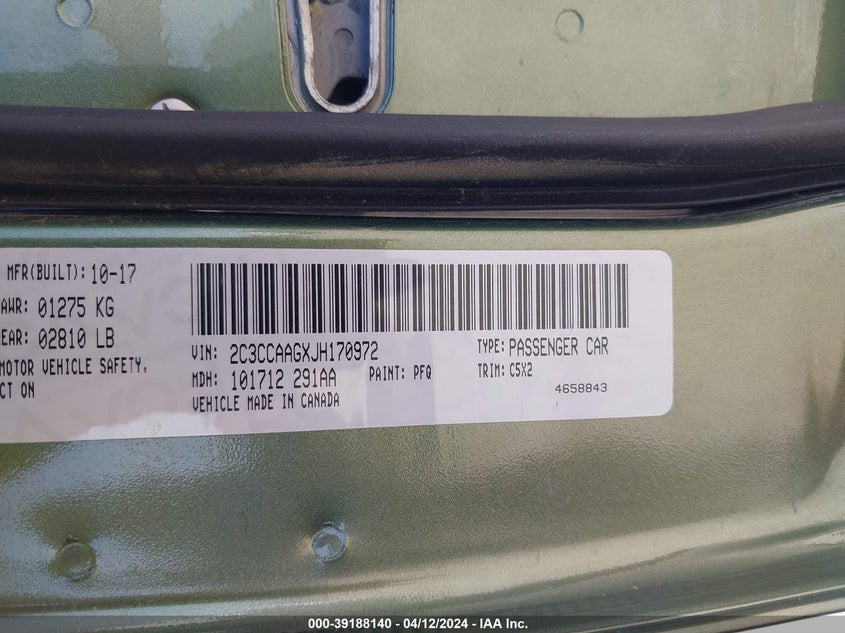 MFR(BUILT): 10-17
AWR: 01275 KG
EAR: 02810 LB
MOTOR VEHICLE SAFETY,
CT ON
VIN: 2C3CCAAGXJH170972 TYPE: PASSENGER CAR
MDH: 101712 291AA PAINT: PFQ TRIM: C5X2
VEHICLE MADE IN CANADA 4658843
000-39188140 - 04/12/2024 - IAA Inc.